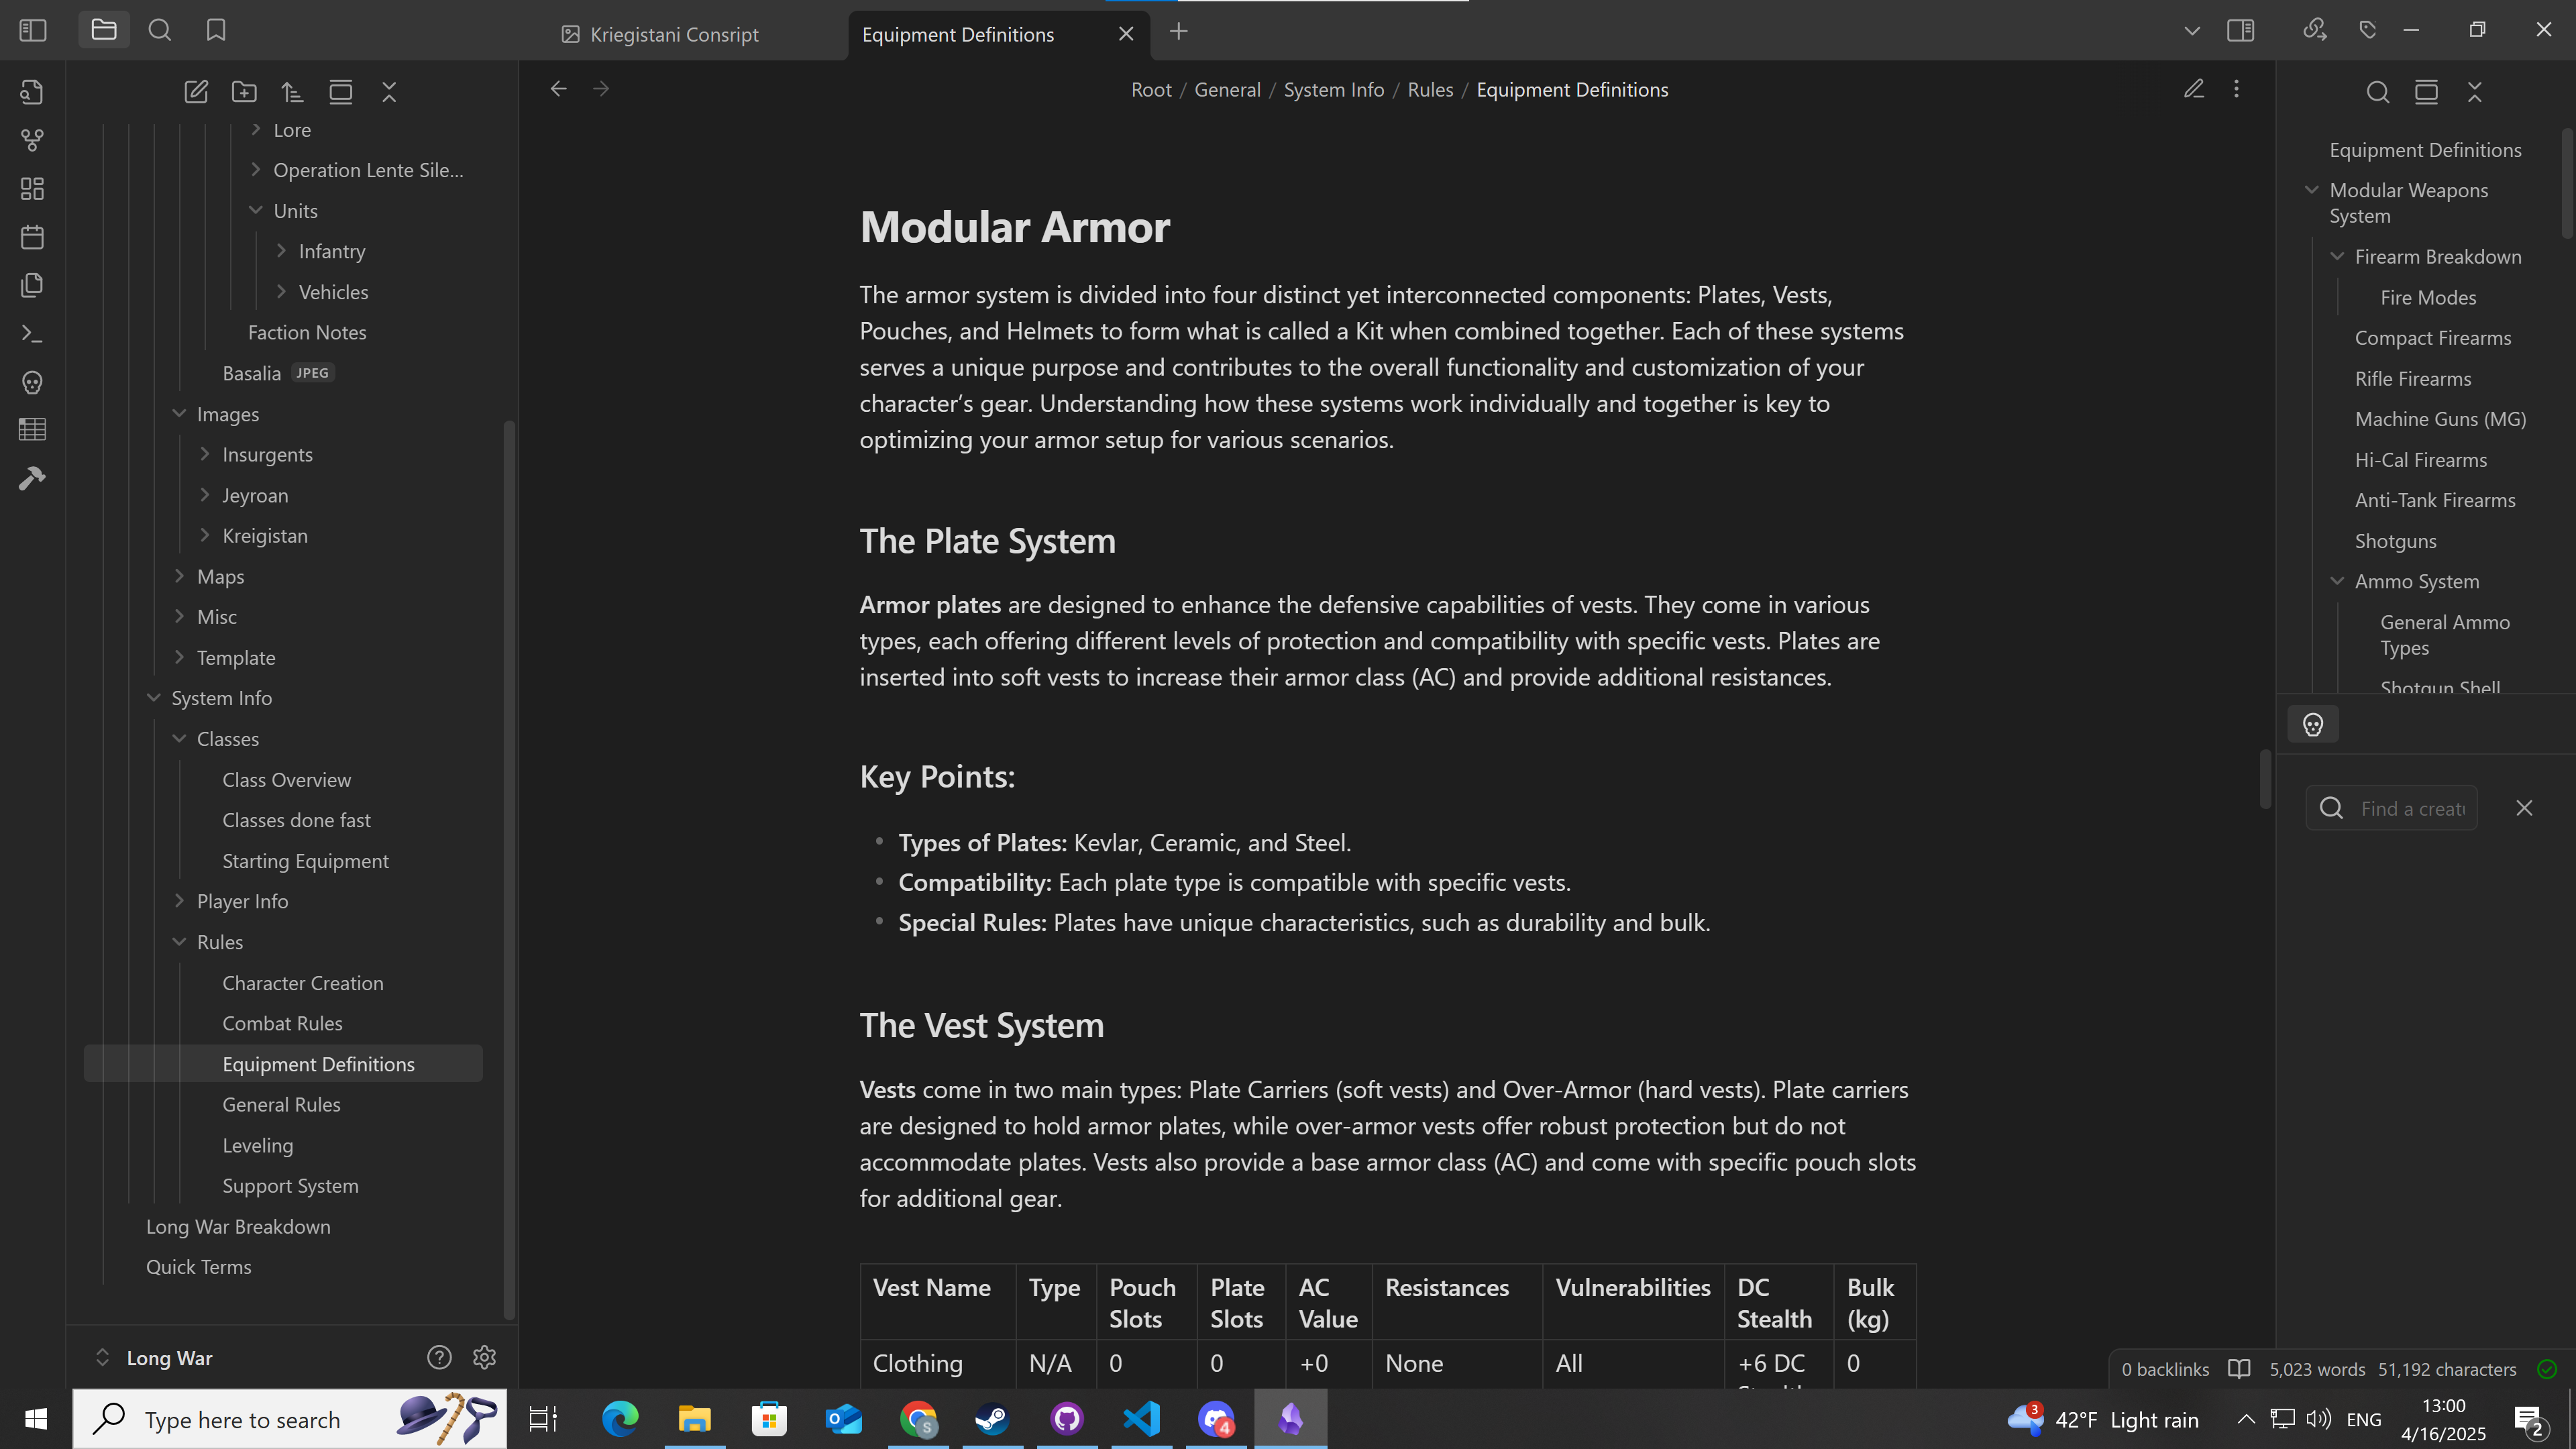 Kriegistani Consript
Equipment Definitions
Root / General / System Info / Rules / Equipment Definitions
Lore
Operation Lente Sile...
Units
Infantry
Vehicles
Faction Notes
Basalia JPEG
Images
Insurgents
Jeyroan
Kreigistan
Maps
Misc
Template
System Info
Classes
Class Overview
Classes done fast
Starting Equipment
Player Info
Rules
Character Creation
Combat Rules
Equipment Definitions
General Rules
Leveling
Support System
Long War Breakdown
Quick Terms
Long War
Modular Armor
The armor system is divided into four distinct yet interconnected components: Plates, Vests,
Pouches, and Helmets to form what is called a Kit when combined together. Each of these systems
serves a unique purpose and contributes to the overall functionality and customization of your
character’s gear. Understanding how these systems work individually and together is key to
optimizing your armor setup for various scenarios.
The Plate System
Armor plates are designed to enhance the defensive capabilities of vests. They come in various
types, each offering different levels of protection and compatibility with specific vests. Plates are
inserted into soft vests to increase their armor class (AC) and provide additional resistances.
Key Points:
Types of Plates: Kevlar, Ceramic, and Steel.
Compatibility: Each plate type is compatible with specific vests.
Special Rules: Plates have unique characteristics, such as durability and bulk.
The Vest System
Vests come in two main types: Plate Carriers (soft vests) and Over-Armor (hard vests). Plate carriers
are designed to hold armor plates, while over-armor vests offer robust protection but do not
accommodate plates. Vests also provide a base armor class (AC) and come with specific pouch slots
for additional gear.
Vest Name Type Pouch Slots Plate Slots AC Value Resistances Vulnerabilities DC Stealth Bulk (kg)
Clothing N/A 0 0 +0 None All +6 DC Stealth 0
Equipment Definitions
Modular Weapons
System
Firearm Breakdown
Fire Modes
Compact Firearms
Rifle Firearms
Machine Guns (MG)
Hi-Cal Firearms
Anti-Tank Firearms
Shotguns
Ammo System
General Ammo
Types
Shotgun Shell
Find a creat
0 backlinks 5,023 words 51,192 characters
Type here to search
O
S
4
3
42°F Light rain
ENG
13:00
4/16/2025
2